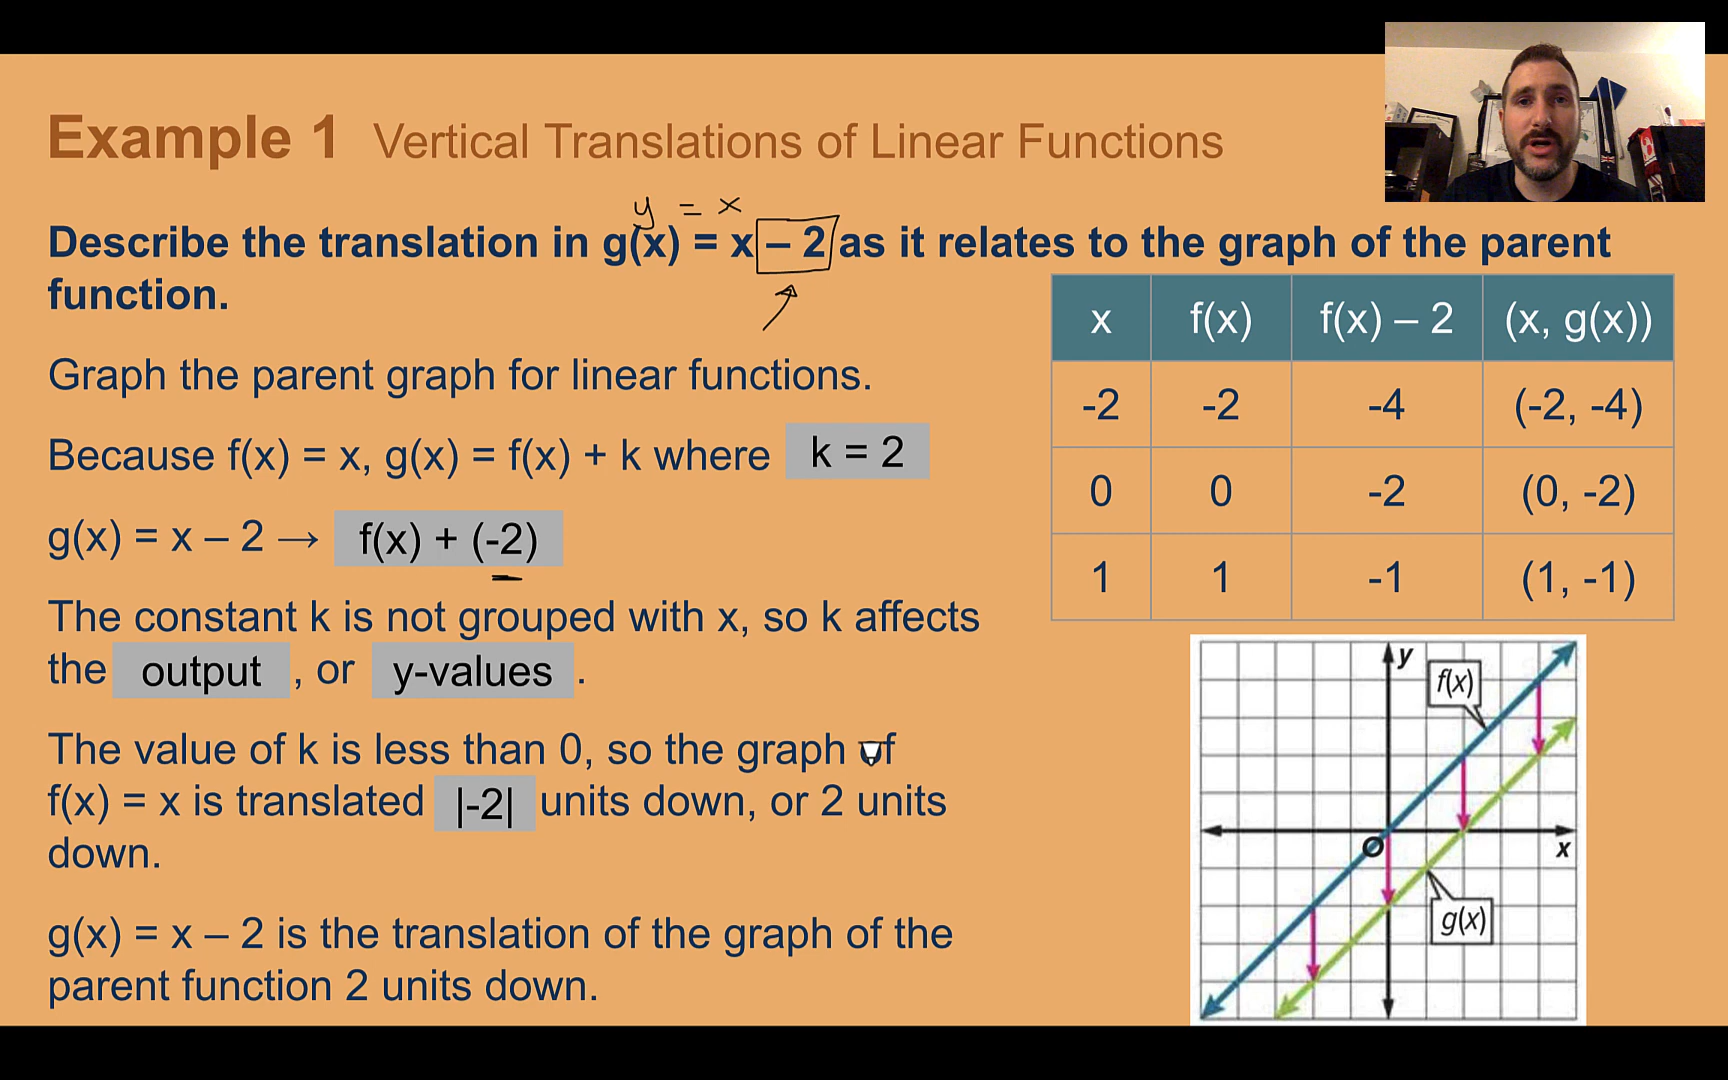 Example 1 Vertical Translations of Linear Functions
y = x
Describe the translation in g(x) = x – 2 as it relates to the graph of the parent
function.
Graph the parent graph for linear functions.
Because f(x) = x, g(x) = f(x) + k where k = 2
g(x) = x – 2 → f(x) + (-2)
The constant k is not grouped with x, so k affects
the output , or y-values .
The value of k is less than 0, so the graph of
f(x) = x is translated |-2| units down, or 2 units
down.
g(x) = x – 2 is the translation of the graph of the
parent function 2 units down.
x f(x) f(x) – 2 (x, g(x))
-2 -2 -4 (-2, -4)
0 0 -2 (0, -2)
1 1 -1 (1, -1)
y
f(x)
O
x
g(x)